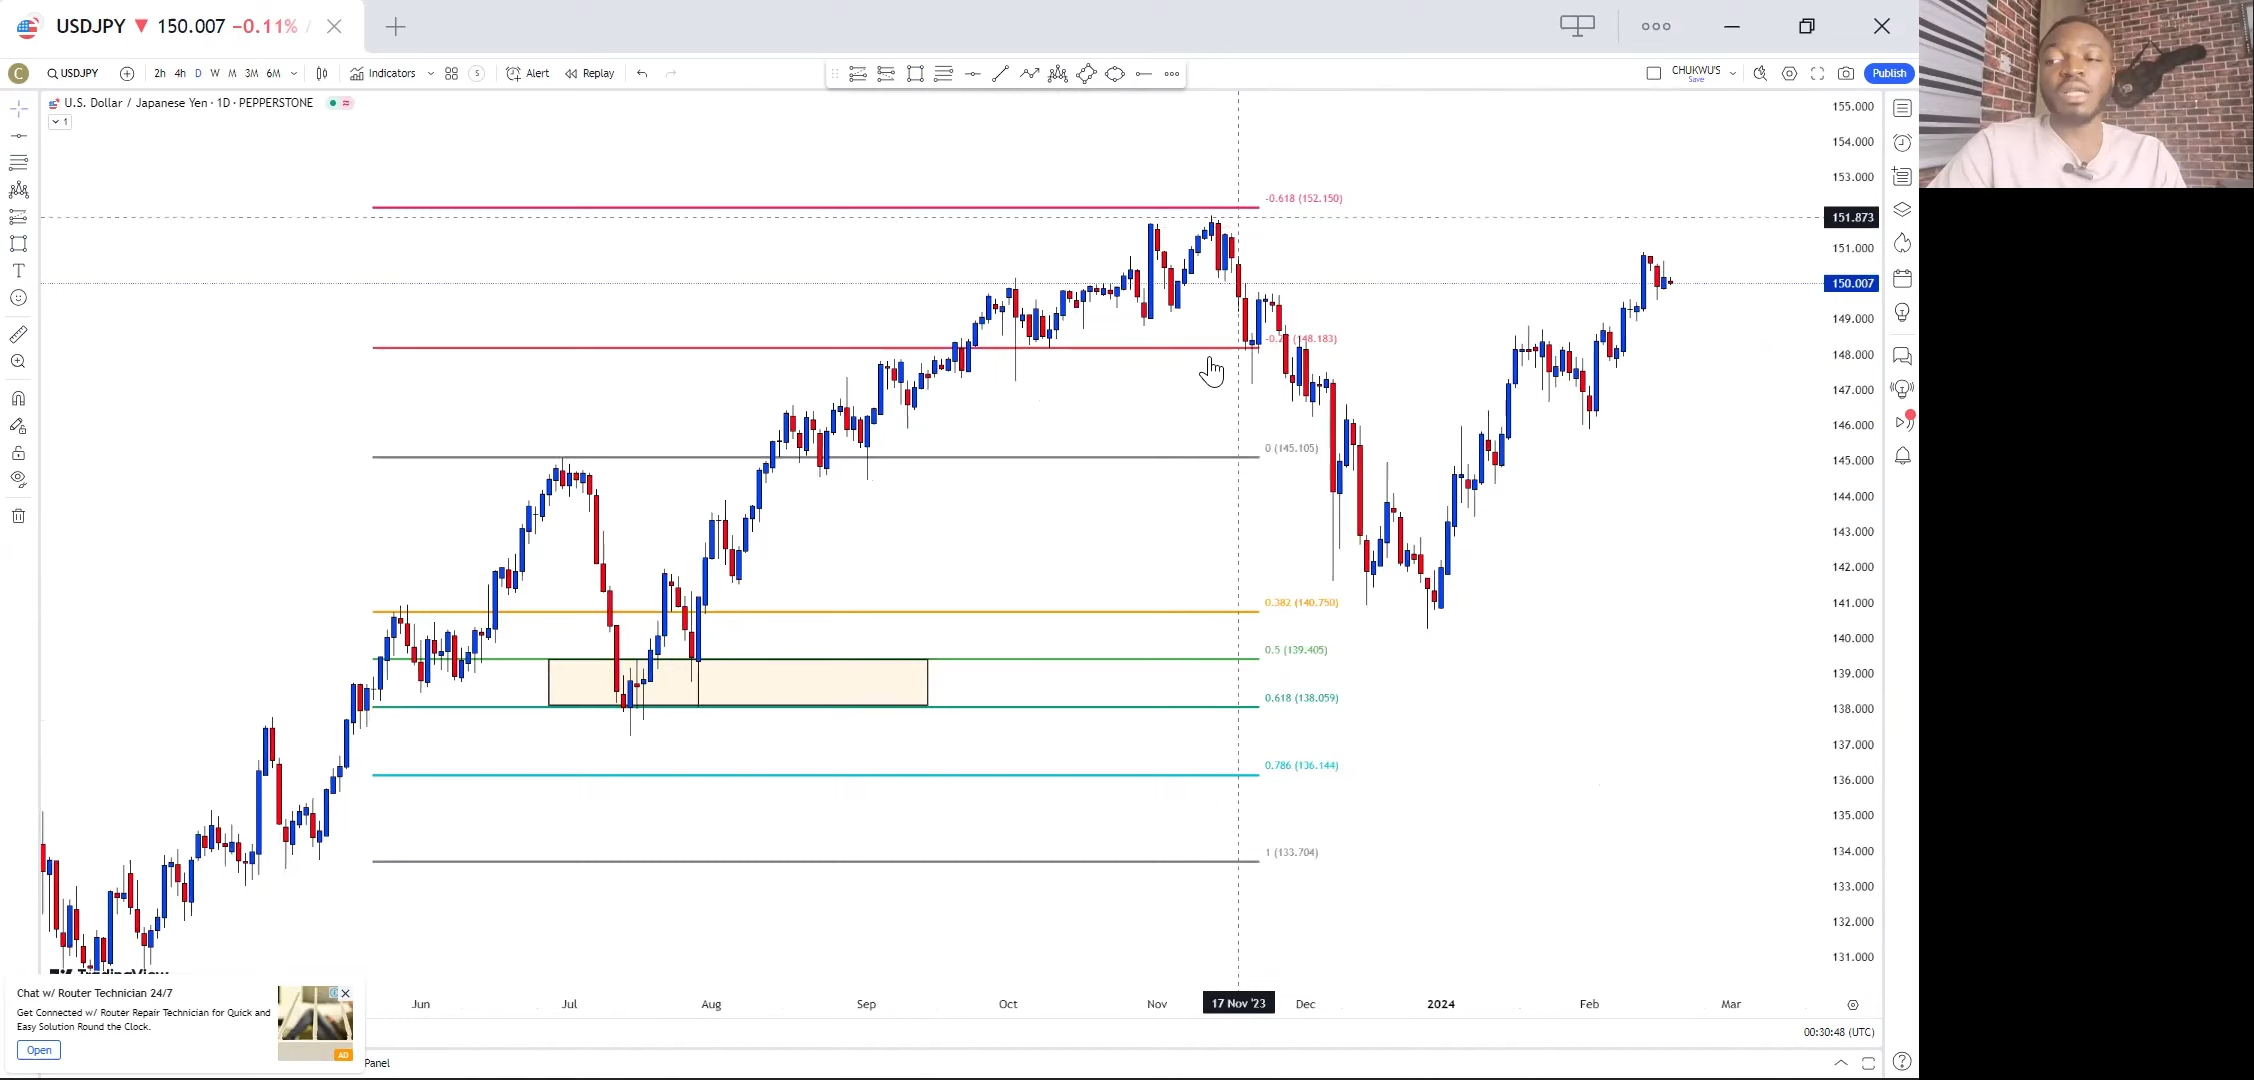 USDJPY ▼ 150.007 −0.11% /
C USDJPY 2h 4h D W M 3M 6M Indicators S Alert Replay CHUKWU'S Save Publish
U.S. Dollar / Japanese Yen · 1D · PEPPERSTONE
1
155.000
154.000
153.000
-0.618 (152.150)
151.873
151.000
150.007
149.000
(148.183)
148.000
147.000
146.000
0 (145.105)
145.000
144.000
143.000
142.000
0.382 (140.750)
141.000
140.000
0.5 (139.405)
139.000
0.618 (138.059)
138.000
137.000
0.786 (136.144)
136.000
135.000
1 (133.704)
134.000
133.000
132.000
131.000
TradingView
Chat w/ Router Technician 24/7
Get Connected w/ Router Repair Technician for Quick and
Easy Solution Round the Clock.
Open
AD
Jun Jul Aug Sep Oct Nov 17 Nov '23 Dec 2024 Feb Mar
00:30:48 (UTC)
Panel